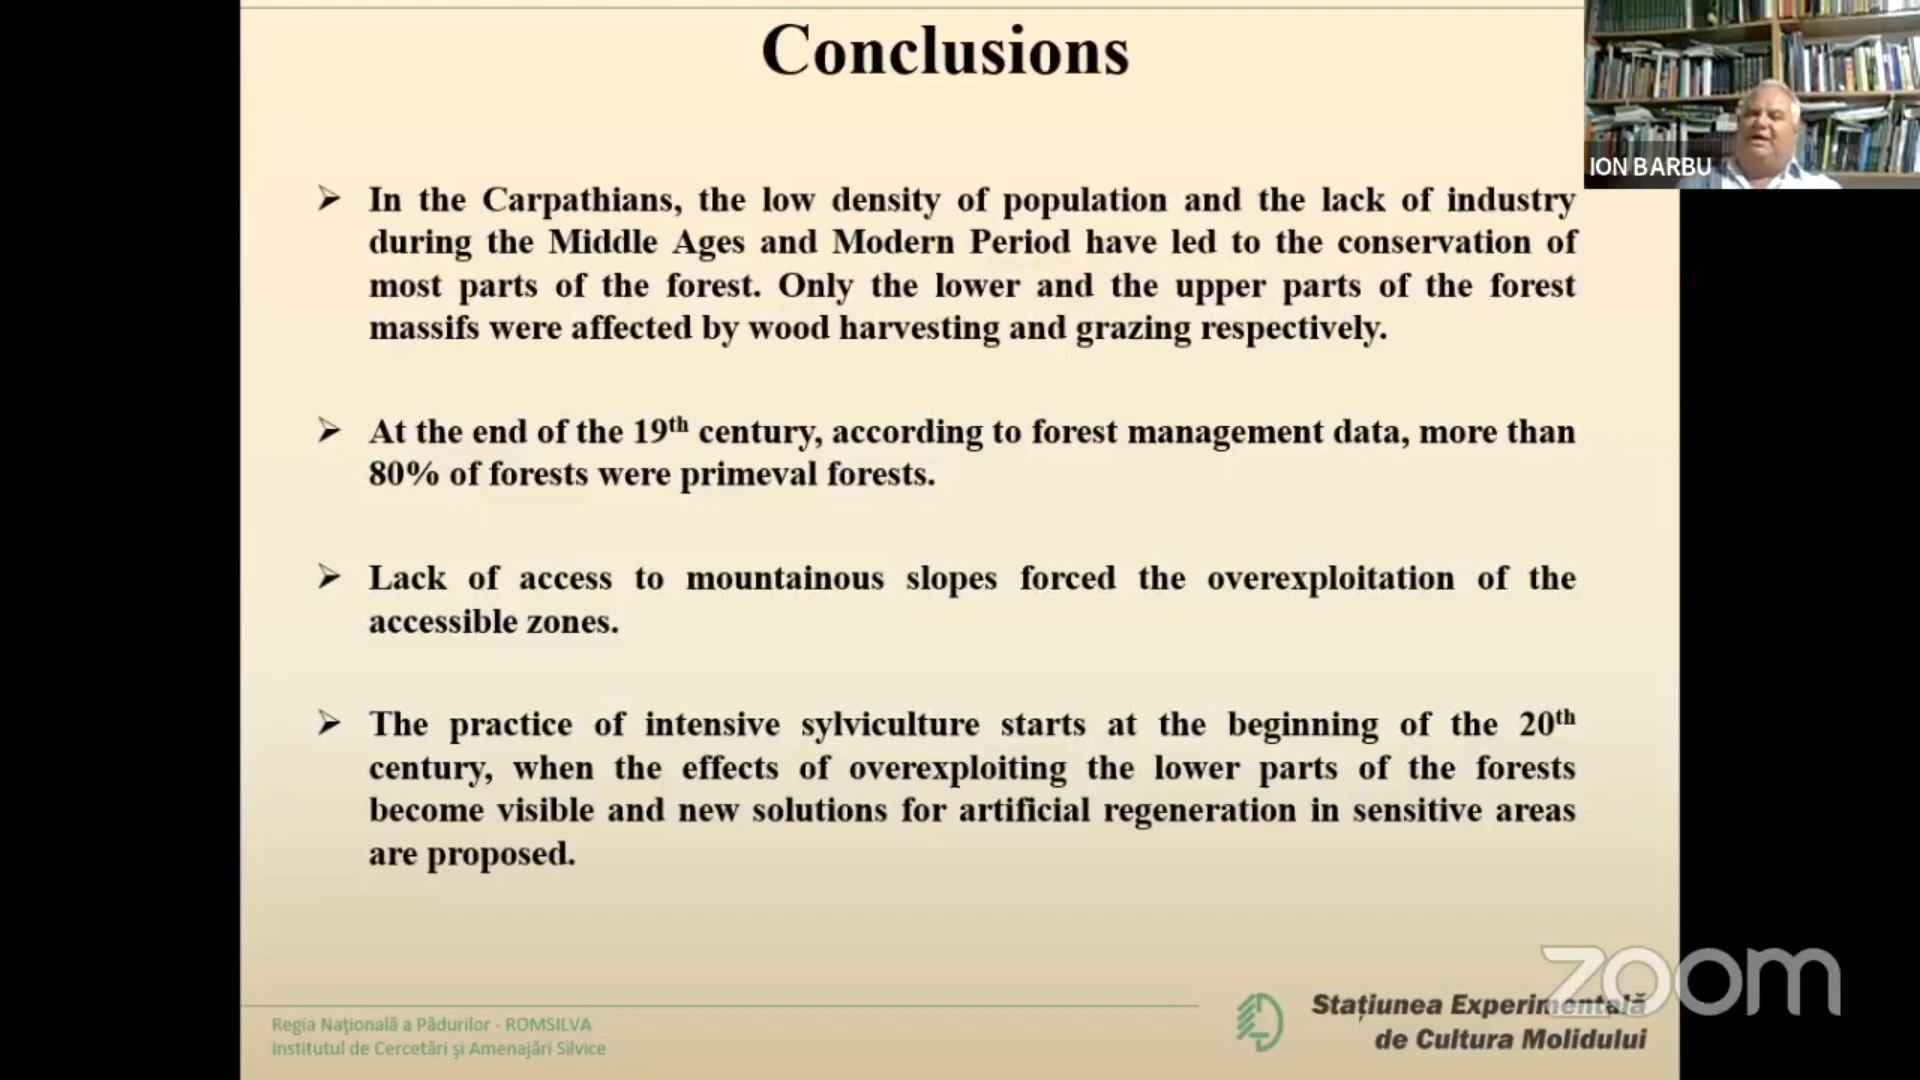 Conclusions
ION BARBU
➢ In the Carpathians, the low density of population and the lack of industry
during the Middle Ages and Modern Period have led to the conservation of
most parts of the forest. Only the lower and the upper parts of the forest
massifs were affected by wood harvesting and grazing respectively.
➢ At the end of the 19th century, according to forest management data, more than
80% of forests were primeval forests.
➢ Lack of access to mountainous slopes forced the overexploitation of the
accessible zones.
➢ The practice of intensive sylviculture starts at the beginning of the 20th
century, when the effects of overexploiting the lower parts of the forests
become visible and new solutions for artificial regeneration in sensitive areas
are proposed.
zoom
Regia Naţională a Pădurilor - ROMSILVA
Institutul de Cercetări şi Amenajări Silvice
Staţiunea Experimentală
de Cultura Molidului